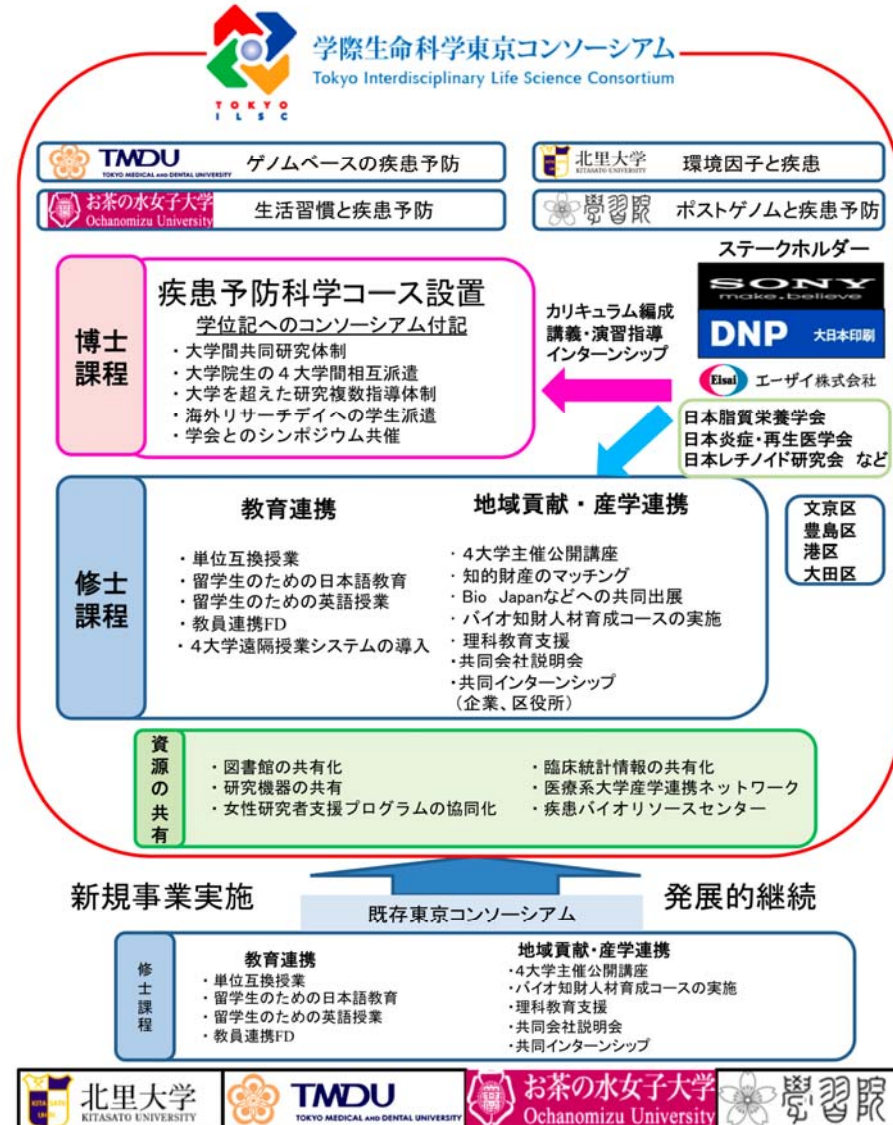 学際生命科学東京コンソーシアム
Tokyo Interdisciplinary Life Science Consortium
TOKYO
ILSC
TMDU
TOKYO MEDICAL AND DENTAL UNIVERSITY
ゲノムベースの疾患予防
北里大学
KITASATO UNIVERSITY
環境因子と疾患
お茶の水女子大学
Ochanomizu University
生活習慣と疾患予防
學習院
ポストゲノムと疾患予防
ステークホルダー
SONY
make.believe
DNP 大日本印刷
Eisai エーザイ株式会社
日本脂質栄養学会
日本炎症・再生医学会
日本レチノイド研究会 など
カリキュラム編成
講義・演習指導
インターンシップ
博士
課程
疾患予防科学コース設置
学位記へのコンソーシアム付記
・大学間共同研究体制
・大学院生の４大学間相互派遣
・大学を超えた研究複数指導体制
・海外リサーチデイへの学生派遣
・学会とのシンポジウム共催
文京区
豊島区
港区
大田区
修士
課程
教育連携
・単位互換授業
・留学生のための日本語教育
・留学生のための英語授業
・教員連携FD
・４大学遠隔授業システムの導入
地域貢献・産学連携
・４大学主催公開講座
・知的財産のマッチング
・Bio Japanなどへの共同出展
・バイオ知財人材育成コースの実施
・理科教育支援
・共同会社説明会
・共同インターンシップ
（企業、区役所）
資源の共有
・図書館の共有化
・研究機器の共有
・女性研究者支援プログラムの協同化
・臨床統計情報の共有化
・医療系大学産学連携ネットワーク
・疾患バイオリソースセンター
新規事業実施
発展的継続
既存東京コンソーシアム
修士課程
教育連携
・単位互換授業
・留学生のための日本語教育
・留学生のための英語授業
・教員連携FD
地域貢献・産学連携
・4大学主催公開講座
・バイオ知財人材育成コースの実施
・理科教育支援
・共同会社説明会
・共同インターンシップ
北里大学
KITASATO UNIVERSITY
TMDU
TOKYO MEDICAL AND DENTAL UNIVERSITY
お茶の水女子大学
Ochanomizu University
學習院